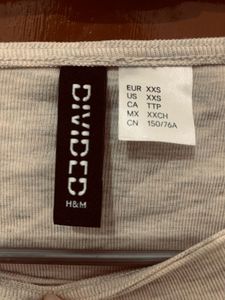 DIVIDED
H&M
EUR XXS
US XXS
CA TTP
MX XXCH
CN 150/76A